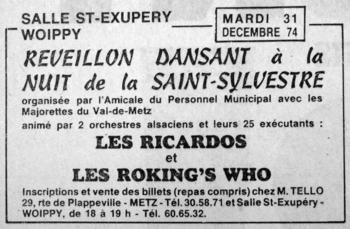 SALLE ST-EXUPERY
WOIPPY
MARDI 31
DECEMBRE 74
REVEILLON DANSANT à la
NUIT de la SAINT-SYLVESTRE
organisée par l'Amicale du Personnel Municipal avec les
Majorettes du Val-de-Metz
animé par 2 orchestres alsaciens et leurs 25 exécutants :
LES RICARDOS
et
LES ROKING'S WHO
Inscriptions et vente des billets (repas compris) chez M. TELLO
29, rte de Plappeville - METZ - Tél. 30.58.71 et Salle St-Exupéry-
WOIPPY, de 18 à 19 h - Tél. 60.65.32.